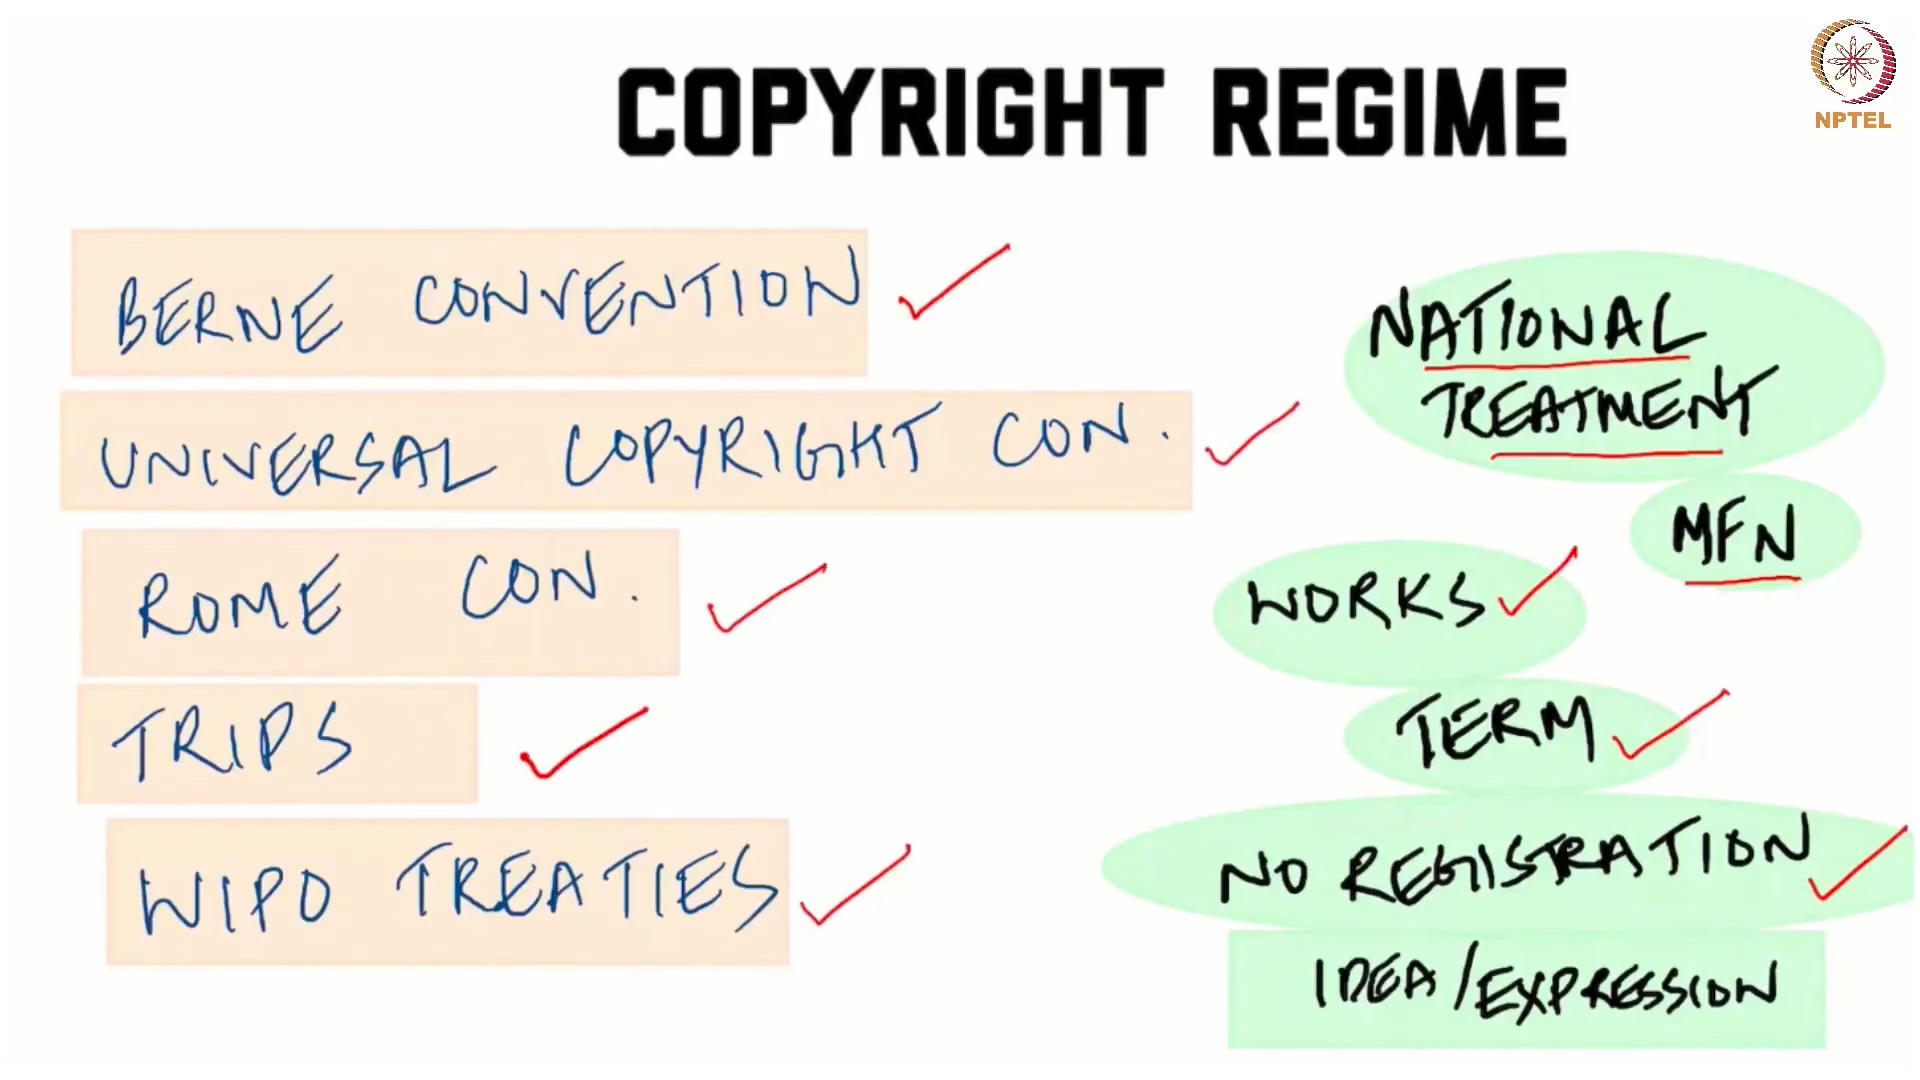 COPYRIGHT REGIME
NPTEL
BERNE CONVENTION
UNIVERSAL COPYRIGHT CON.
ROME CON.
TRIPS
WIPO TREATIES
NATIONAL
TREATMENT
MFN
WORKS
TERM
NO REGISTRATION
IDEA/EXPRESSION